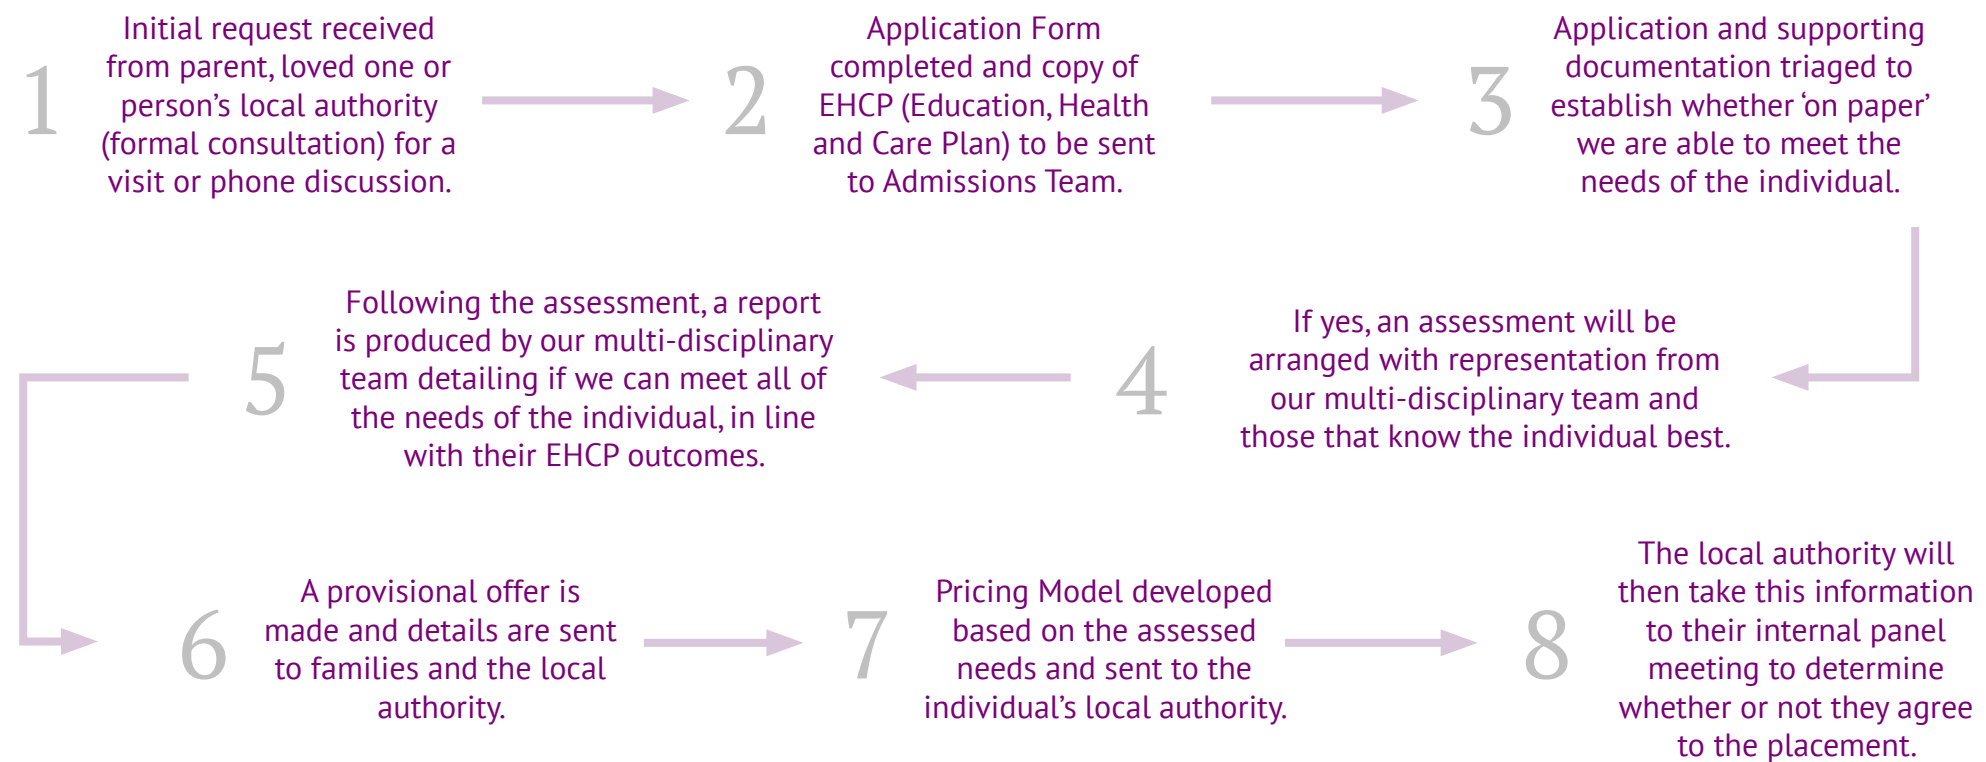 1
Initial request received
from parent, loved one or
person’s local authority
(formal consultation) for a
visit or phone discussion.
2
Application Form
completed and copy of
EHCP (Education, Health
and Care Plan) to be sent
to Admissions Team.
3
Application and supporting
documentation triaged to
establish whether ‘on paper’
we are able to meet the
needs of the individual.
4
If yes, an assessment will be
arranged with representation from
our multi-disciplinary team and
those that know the individual best.
5
Following the assessment, a report
is produced by our multi-disciplinary
team detailing if we can meet all of
the needs of the individual, in line
with their EHCP outcomes.
6
A provisional offer is
made and details are sent
to families and the local
authority.
7
Pricing Model developed
based on the assessed
needs and sent to the
individual’s local authority.
8
The local authority will
then take this information
to their internal panel
meeting to determine
whether or not they agree
to the placement.